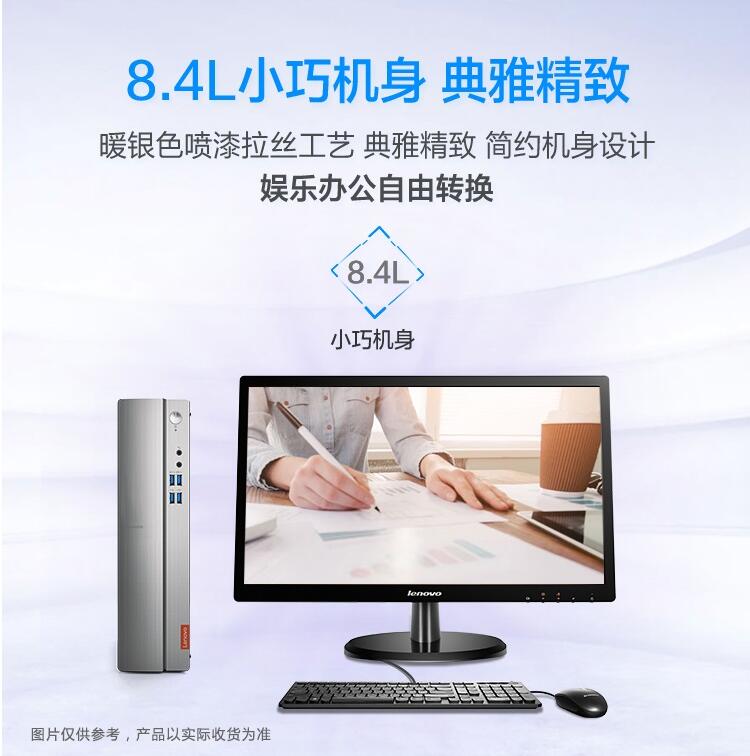 8.4L小巧机身 典雅精致
暖银色喷漆拉丝工艺 典雅精致 简约机身设计
娱乐办公自由转换
8.4L
小巧机身
lenovo
Lenovo
图片仅供参考，产品以实际收货为准